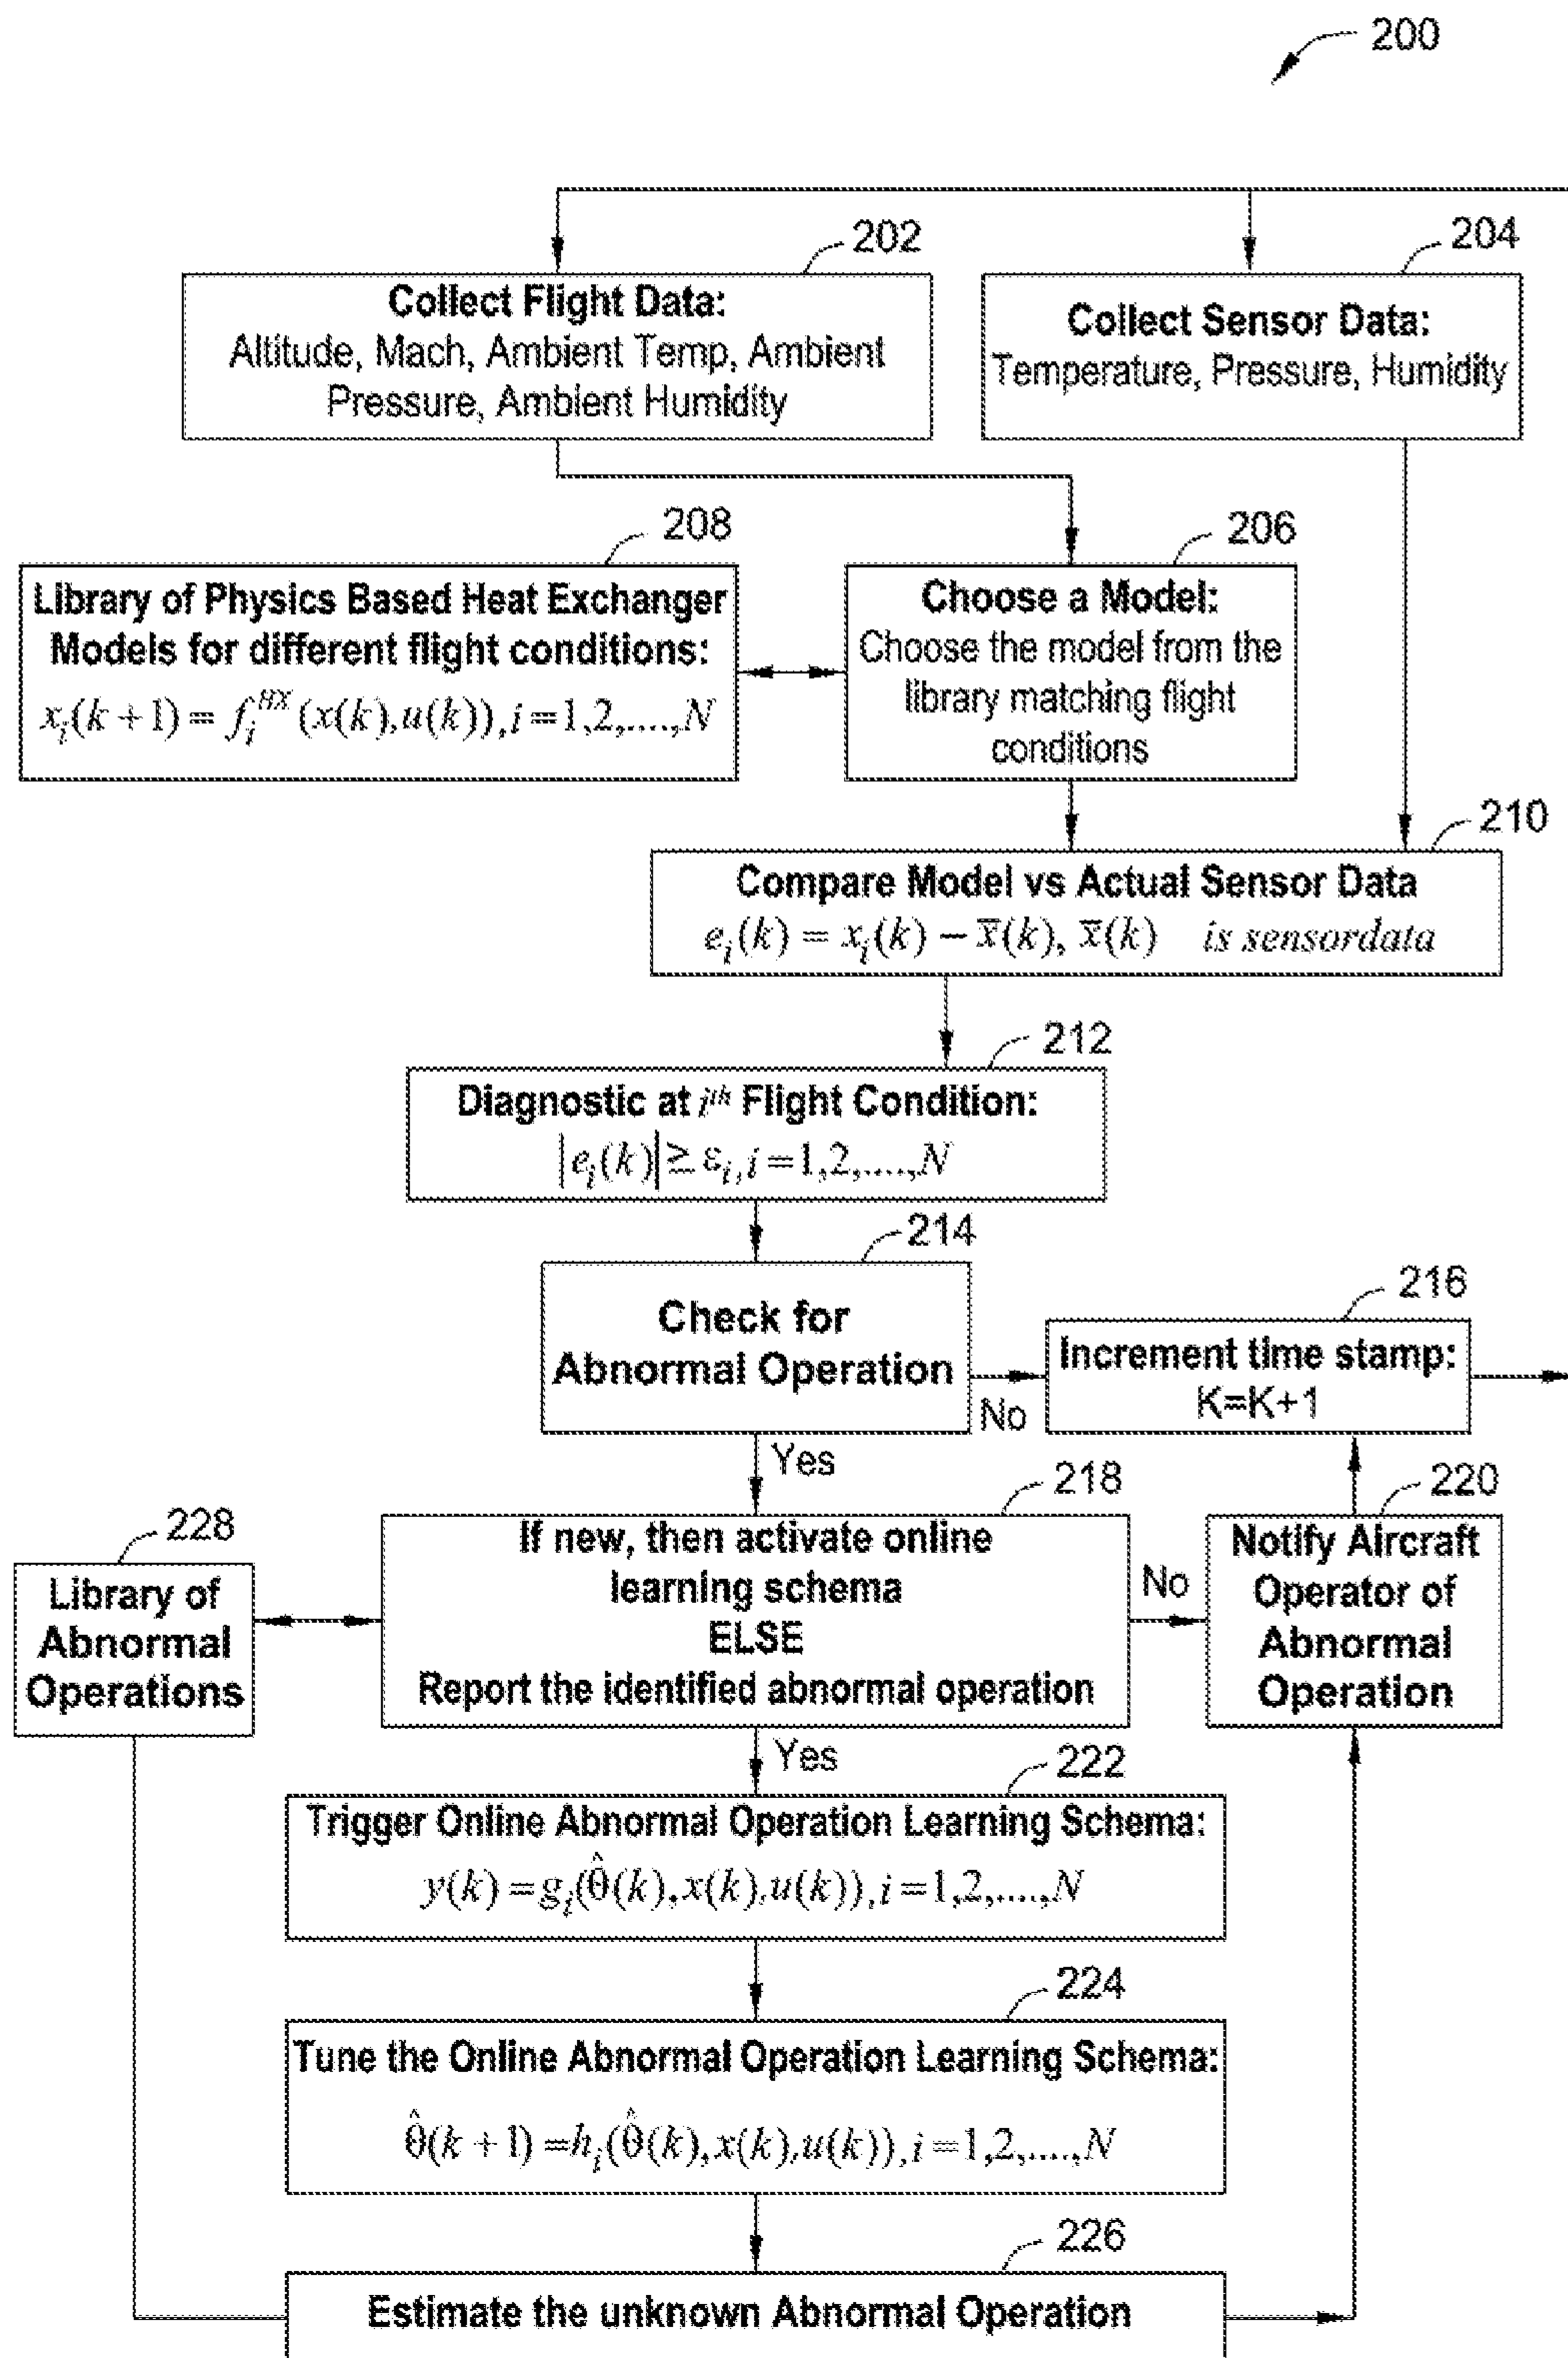 200
202
Collect Flight Data:
Altitude, Mach, Ambient Temp, Ambient
Pressure, Ambient Humidity
204
Collect Sensor Data:
Temperature, Pressure, Humidity
208
Library of Physics Based Heat Exchanger
Models for different flight conditions:
x_i(k+1) = f_i^{HX}(x(k),u(k)), i=1,2,....,N
206
Choose a Model:
Choose the model from the
library matching flight
conditions
210
Compare Model vs Actual Sensor Data
e_i(k) = x_i(k) − x̅(k), x̅(k) is sensordata
212
Diagnostic at i^{th} Flight Condition:
|e_i(k)| ≥ ε_i, i=1,2,....,N
214
Check for
Abnormal Operation
No
Yes
216
Increment time stamp:
K=K+1
218
If new, then activate online
learning schema
ELSE
Report the identified abnormal operation
No
Yes
220
Notify Aircraft
Operator of
Abnormal
Operation
228
Library of
Abnormal
Operations
222
Trigger Online Abnormal Operation Learning Schema:
y(k) = g_i(θ̂(k), x(k), u(k)), i=1,2,....,N
224
Tune the Online Abnormal Operation Learning Schema:
θ̂(k+1) = h_i(θ̂(k), x(k), u(k)), i=1,2,....,N
226
Estimate the unknown Abnormal Operation